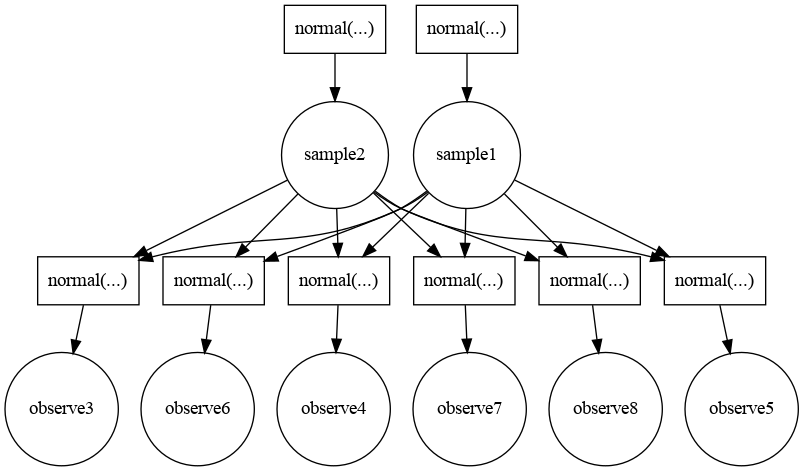 normal(...)
normal(...)
sample2
sample1
normal(...)
normal(...)
normal(...)
normal(...)
normal(...)
normal(...)
observe3
observe6
observe4
observe7
observe8
observe5